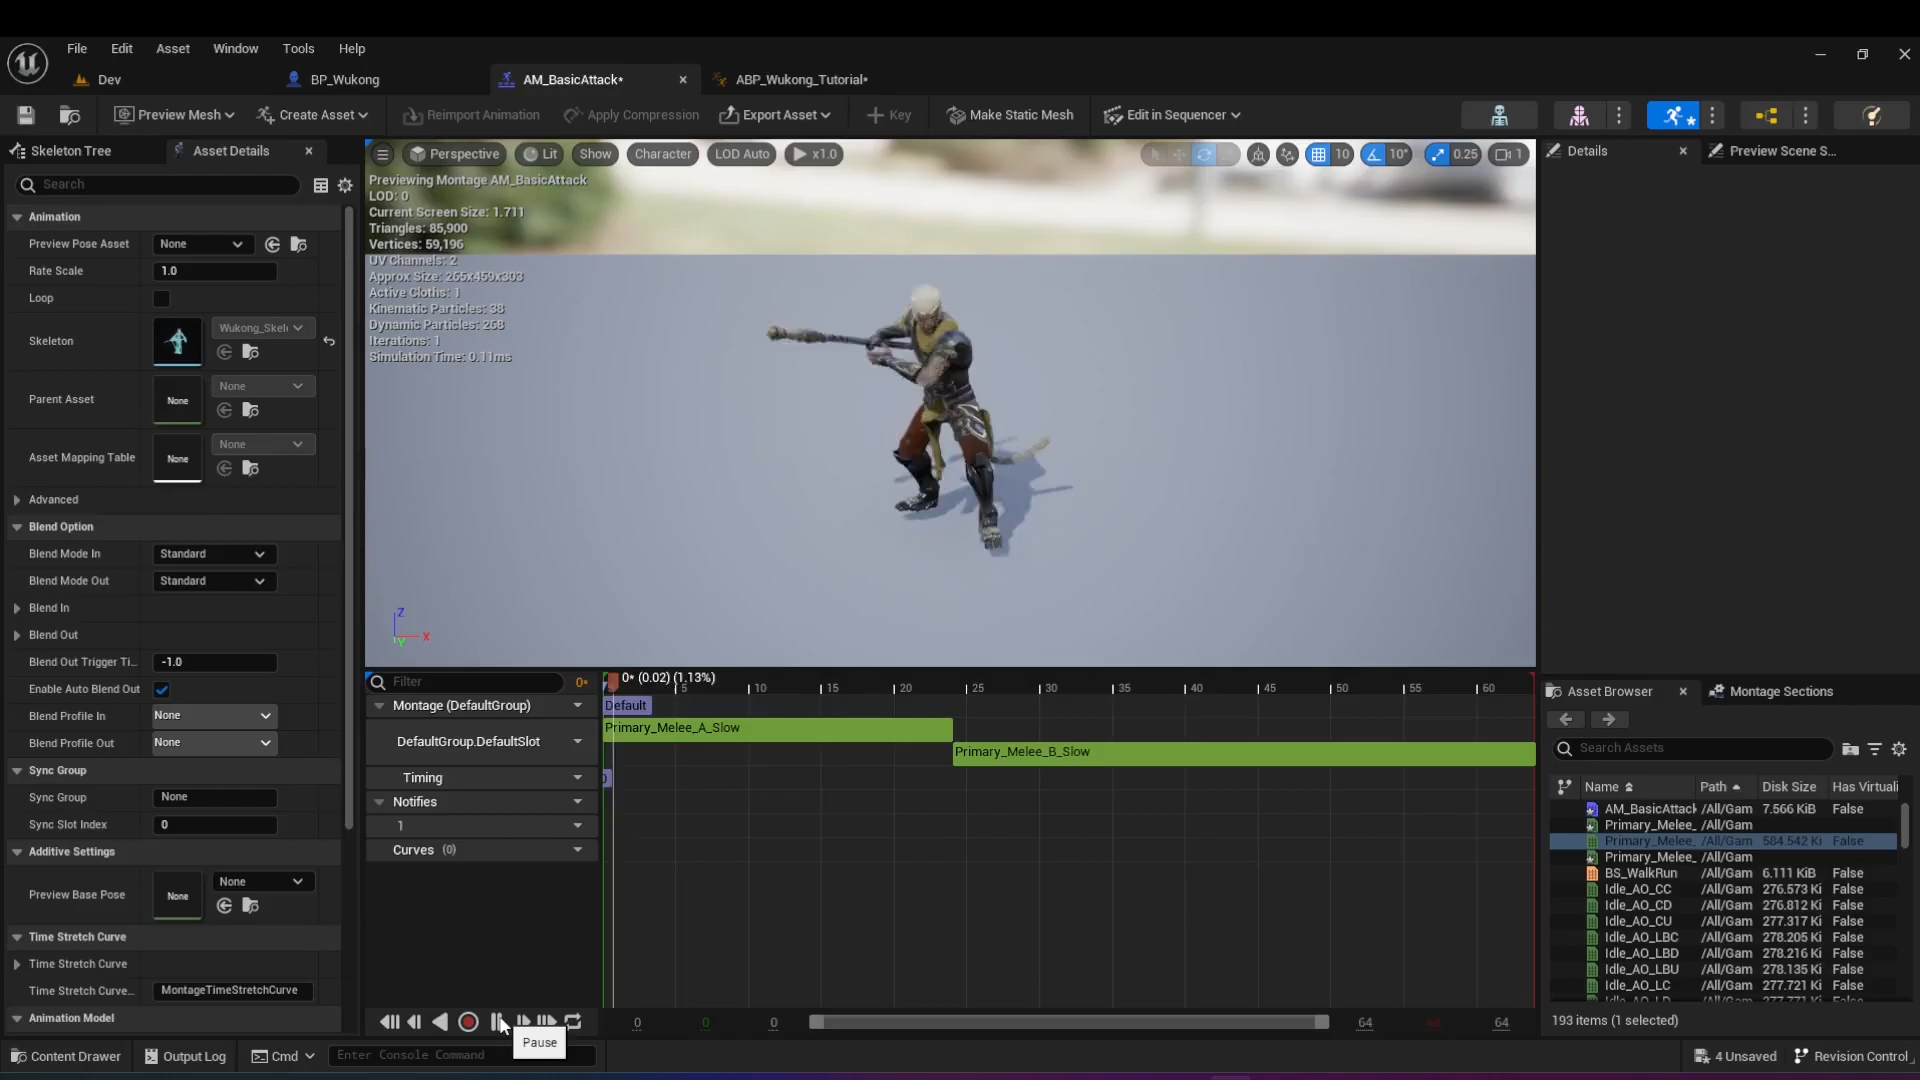 File Edit Asset Window Tools Help
Dev BP_Wukong AM_BasicAttack* ABP_Wukong_Tutorial*
Preview Mesh Create Asset Reimport Animation Apply Compression Export Asset Key Make Static Mesh Edit in Sequencer
Skeleton Tree Asset Details
Search
Animation
Preview Pose Asset None
Rate Scale 1.0
Loop
Skeleton Wukong_Skel
Parent Asset None None
Asset Mapping Table None None
Advanced
Blend Option
Blend Mode In Standard
Blend Mode Out Standard
Blend In
Blend Out
Blend Out Trigger Ti... -1.0
Enable Auto Blend Out
Blend Profile In None
Blend Profile Out None
Sync Group
Sync Group None
Sync Slot Index 0
Additive Settings
Preview Base Pose None None
Time Stretch Curve
Time Stretch Curve
Time Stretch Curve... MontageTimeStretchCurve
Animation Model
Perspective Lit Show Character LOD Auto x1.0 10 10° 0.25 1
Previewing Montage AM_BasicAttack
LOD: 0
Current Screen Size: 1.711
Triangles: 85,900
Vertices: 59,196
UV Channels: 2
Approx Size: 265x459x303
Active Cloths: 1
Kinematic Particles: 38
Dynamic Particles: 268
Iterations: 1
Simulation Time: 0.11ms
Z
X
Y
Filter 0* 0* (0.02) (1.13%)
5 10 15 20 25 30 35 40 45 50 55 60
Montage (DefaultGroup) Default
Primary_Melee_A_Slow
DefaultGroup.DefaultSlot
Primary_Melee_B_Slow
Timing
Notifies
1
Curves (0)
0 0 0 64 64
Pause
Details Preview Scene S...
Asset Browser Montage Sections
Search Assets
Name Path Disk Size Has Virtuali
AM_BasicAttack /All/Gam 7.566 KiB False
Primary_Melee_ /All/Gam
Primary_Melee_ /All/Gam 584.542 Ki False
Primary_Melee_ /All/Gam
BS_WalkRun /All/Gam 6.111 KiB False
Idle_AO_CC /All/Gam 276.573 Ki False
Idle_AO_CD /All/Gam 276.812 Ki False
Idle_AO_CU /All/Gam 277.317 Ki False
Idle_AO_LBC /All/Gam 278.205 Ki False
Idle_AO_LBD /All/Gam 278.216 Ki False
Idle_AO_LBU /All/Gam 278.135 Ki False
Idle_AO_LC /All/Gam 277.721 Ki False
193 items (1 selected)
Content Drawer Output Log Cmd Enter Console Command 4 Unsaved Revision Control